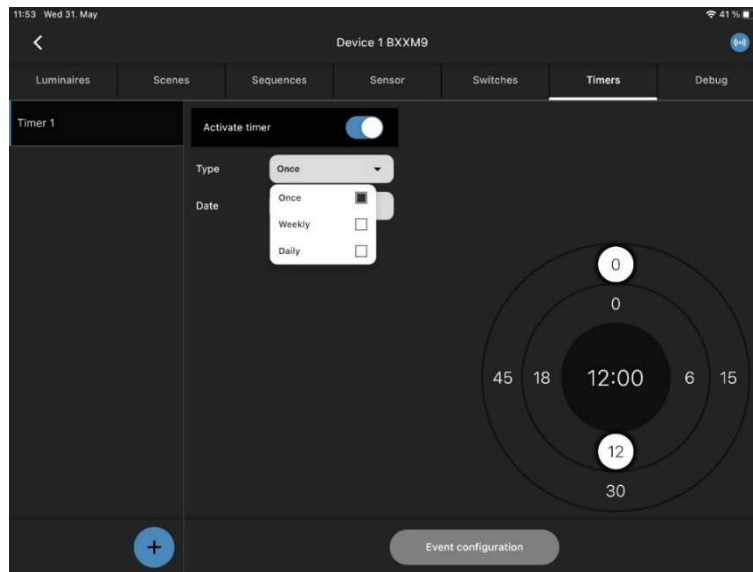 11:53 Wed 31. May 41 %
Device 1 BXXM9
Luminaires Scenes Sequences Sensor Switches Timers Debug
Timer 1
Activate timer
Type Once
Date
Once
Weekly
Daily
0
0
45 18 12:00 6 15
12
30
+ Event configuration